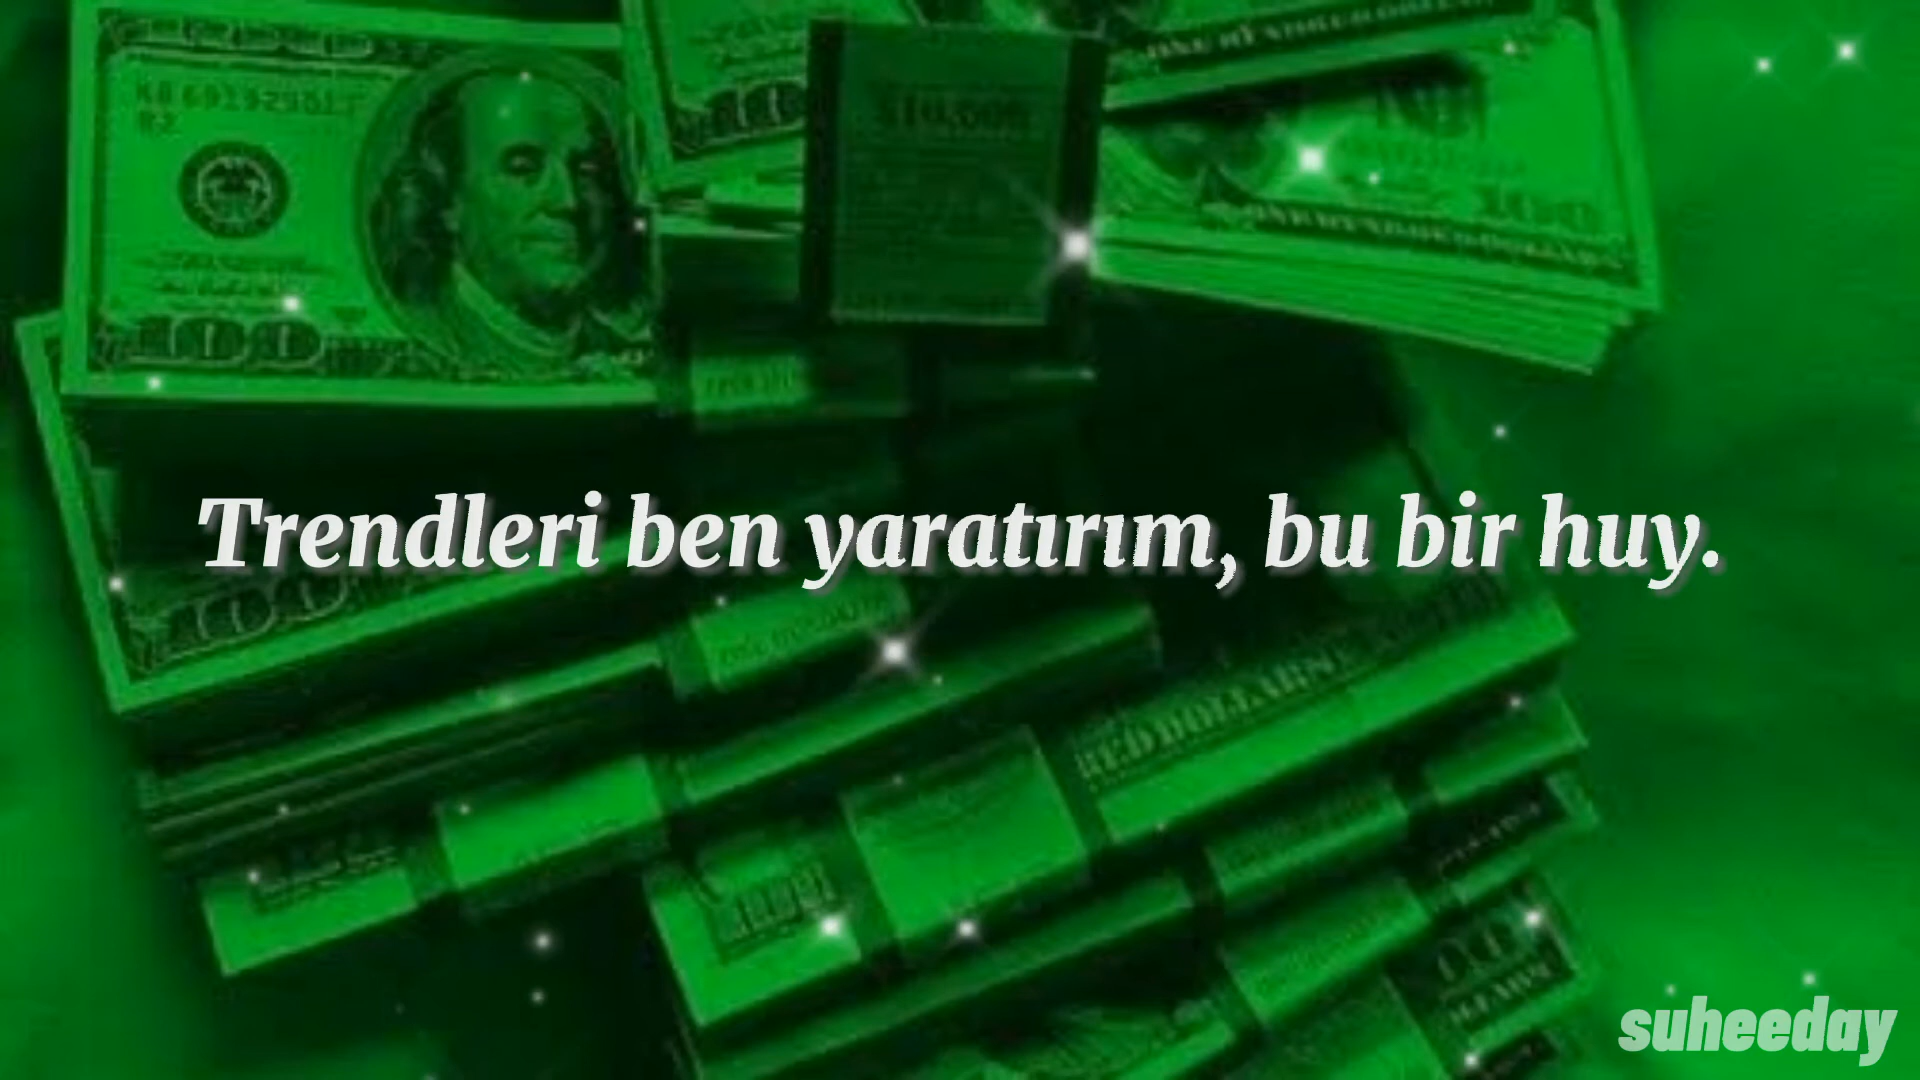 Trendleri ben yaratırım, bu bir huy.
suheeday